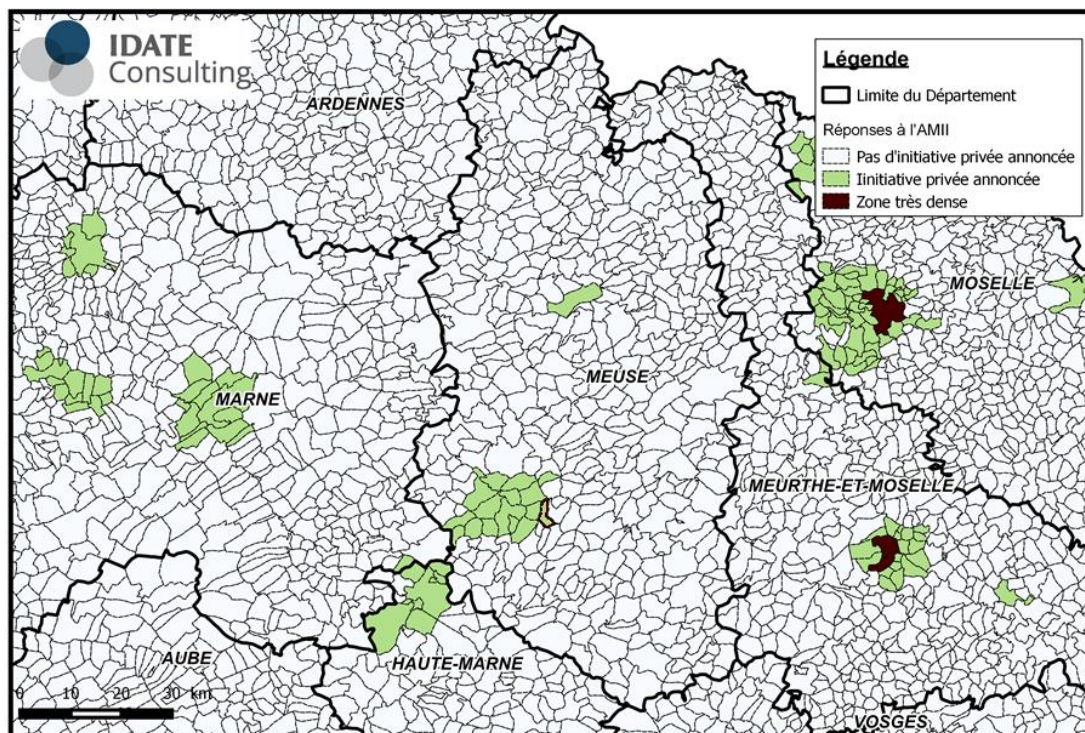 IDATE
Consulting
Légende
Limite du Département
Réponses à l'AMII
Pas d'initiative privée annoncée
Iinitiative privée annoncée
Zone très dense
ARDENNES
MOSELLE
MEUSE
MARNE
MEURTHE-ET-MOSELLE
AUBE
HAUTE-MARNE
VOSGES
0 10 20 30 km